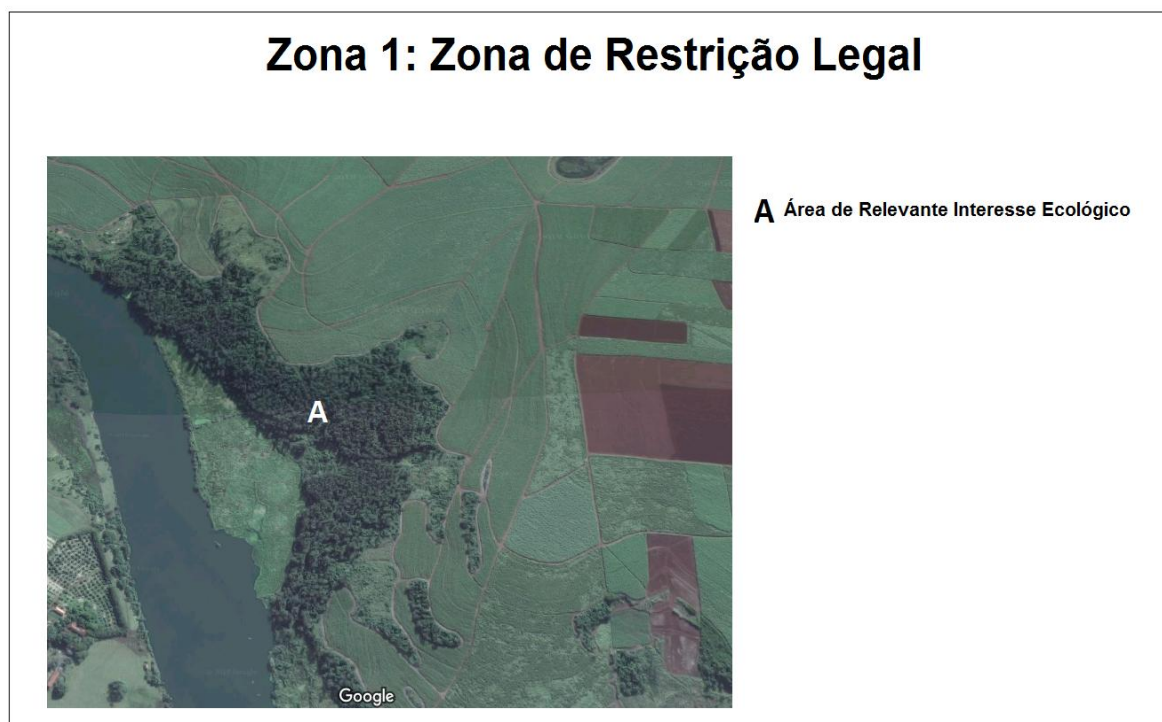 Zona 1: Zona de Restrição Legal
A Área de Relevante Interesse Ecológico
A
Google